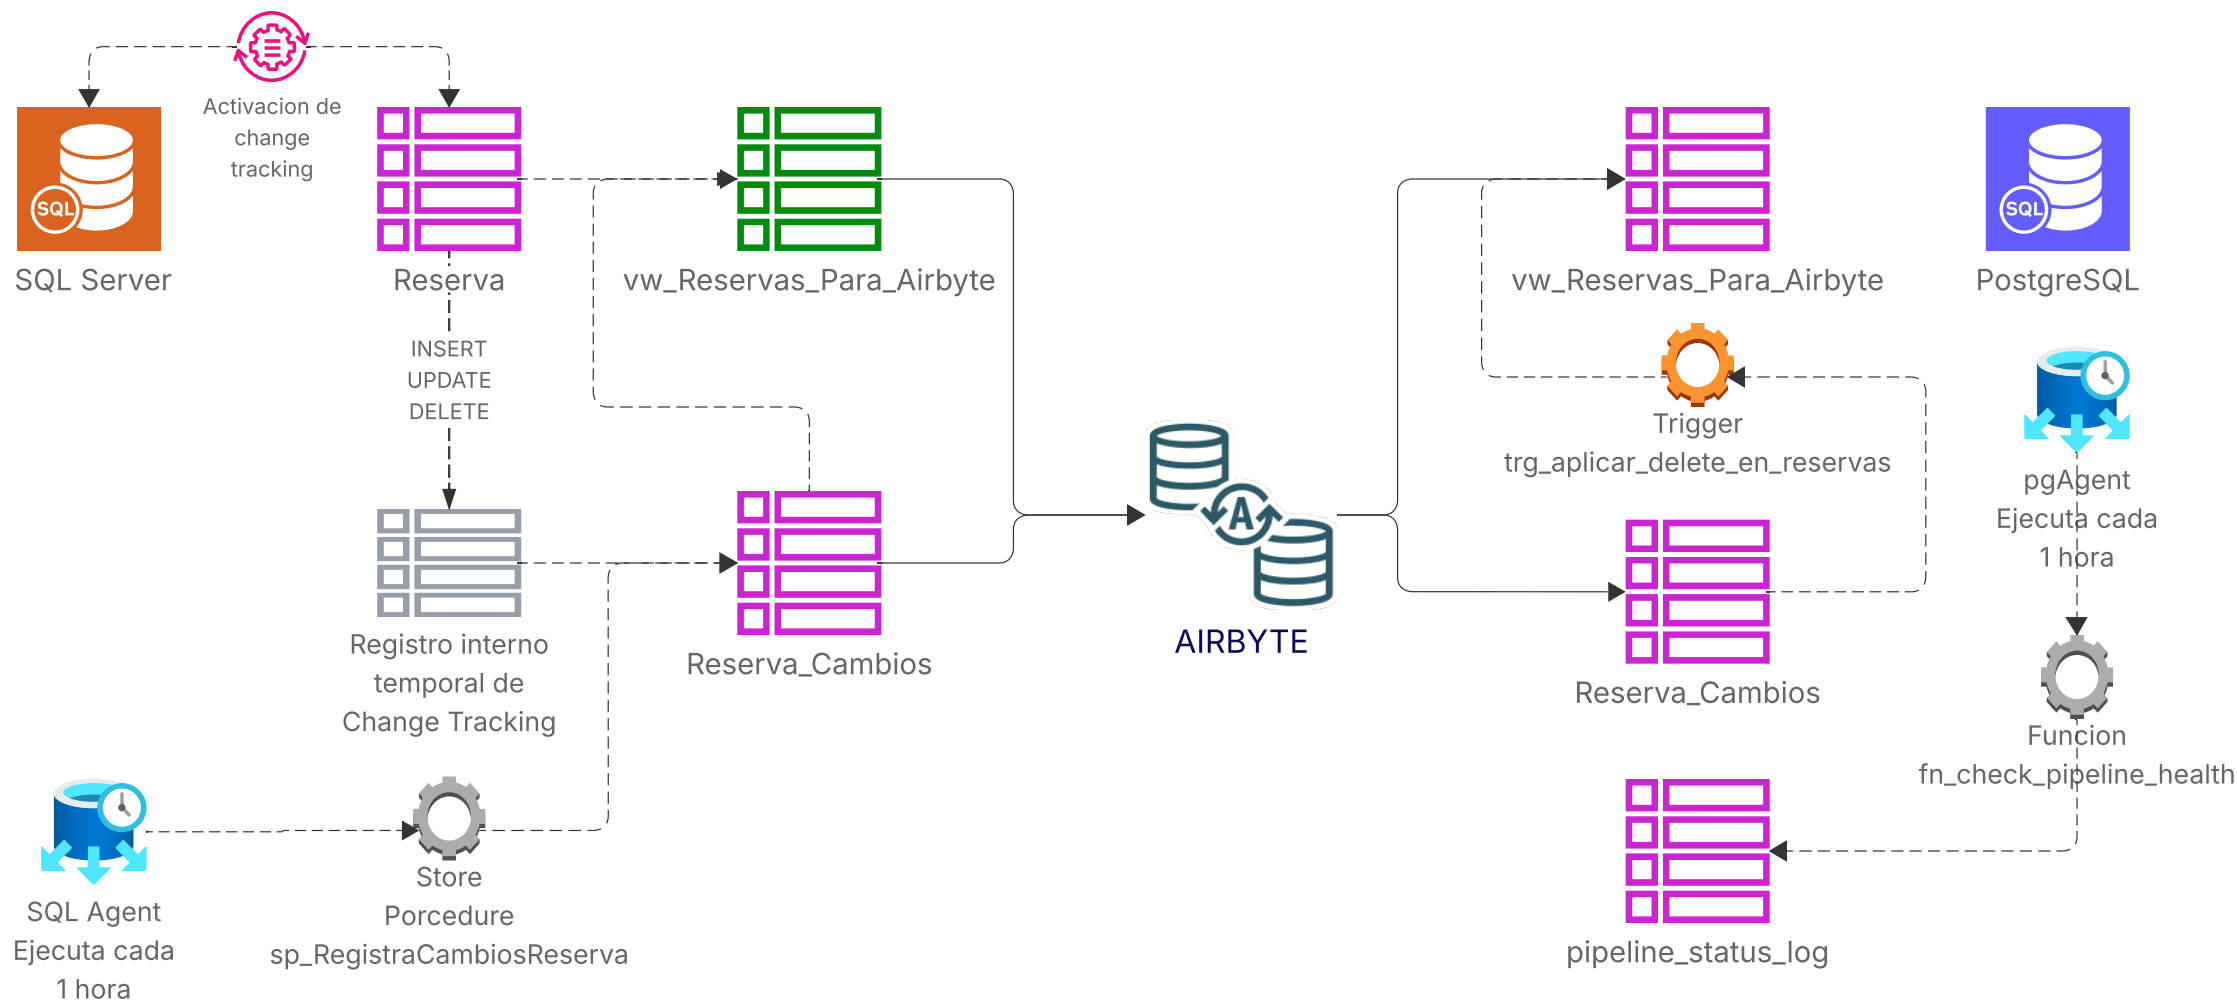 Activacion de
change
tracking
SQL
SQL Server
Reserva
vw_Reservas_Para_Airbyte
vw_Reservas_Para_Airbyte
SQL
PostgreSQL
INSERT
UPDATE
DELETE
Trigger
trg_aplicar_delete_en_reservas
pgAgent
Ejecuta cada
1 hora
A
AIRBYTE
Registro interno
temporal de
Change Tracking
Reserva_Cambios
Reserva_Cambios
Funcion
fn_check_pipeline_health
SQL Agent
Ejecuta cada
1 hora
Store
Porcedure
sp_RegistraCambiosReserva
pipeline_status_log